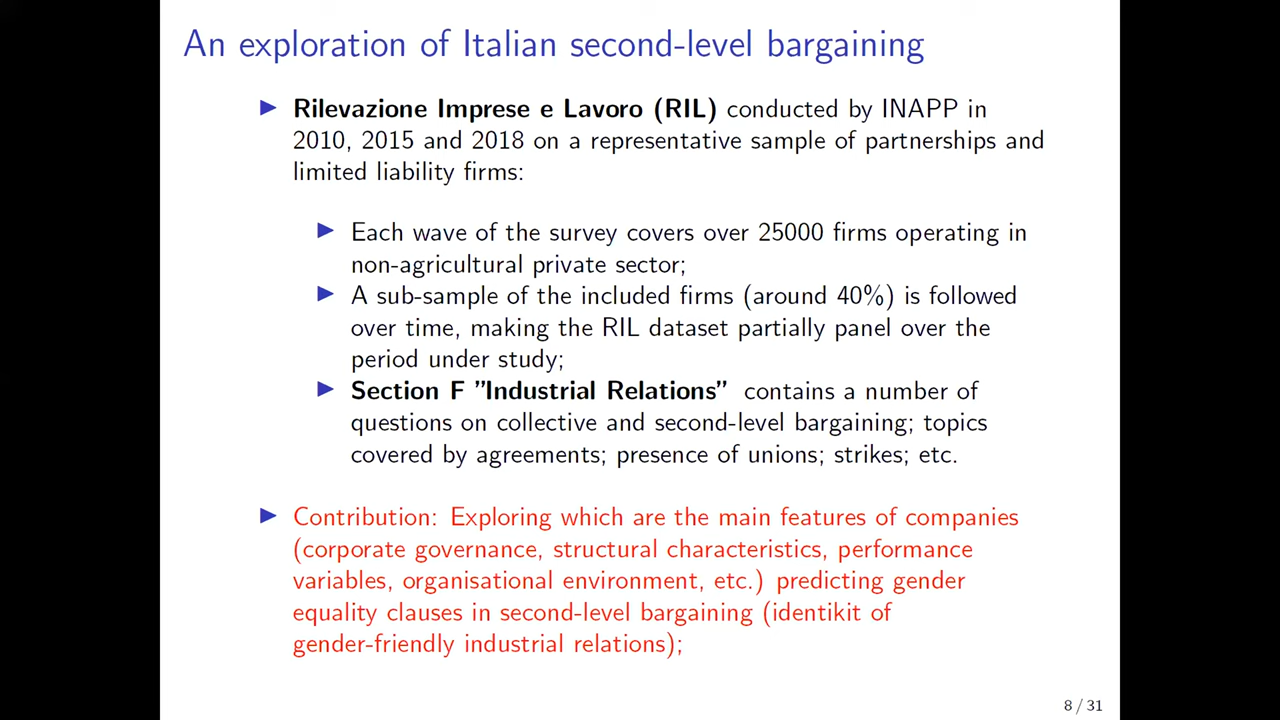 An exploration of Italian second-level bargaining
Rilevazione Imprese e Lavoro (RIL) conducted by INAPP in
2010, 2015 and 2018 on a representative sample of partnerships and
limited liability firms:
Each wave of the survey covers over 25000 firms operating in
non-agricultural private sector;
A sub-sample of the included firms (around 40%) is followed
over time, making the RIL dataset partially panel over the
period under study;
Section F ”Industrial Relations” contains a number of
questions on collective and second-level bargaining; topics
covered by agreements; presence of unions; strikes; etc.
Contribution: Exploring which are the main features of companies
(corporate governance, structural characteristics, performance
variables, organisational environment, etc.) predicting gender
equality clauses in second-level bargaining (identikit of
gender-friendly industrial relations);
8 / 31